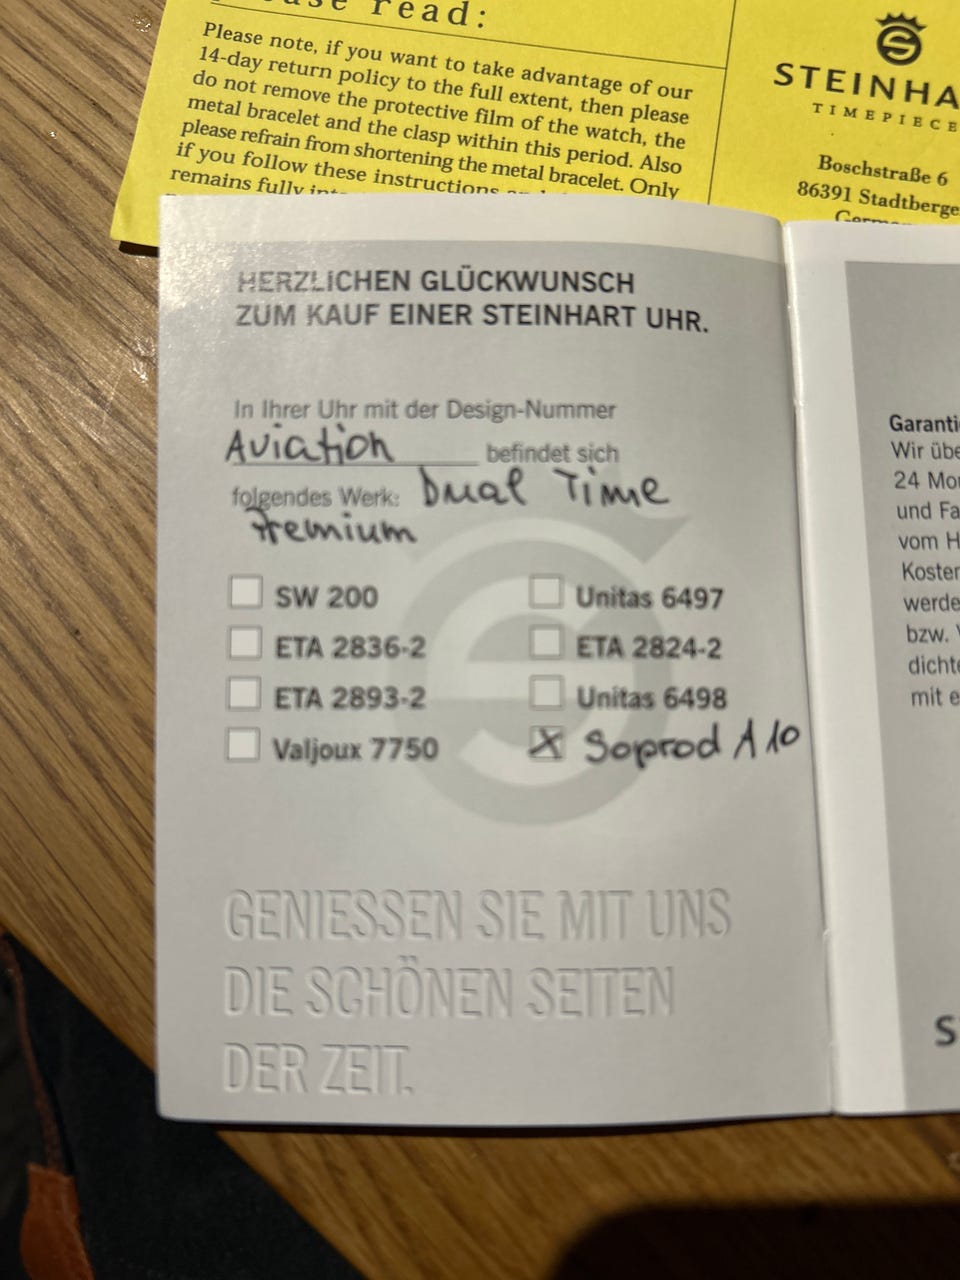 Please read:
Please note, if you want to take advantage of our
14-day return policy to the full extent, then please
do not remove the protective film of the watch, the
metal bracelet and the clasp within this period. Also
please refrain from shortening the metal bracelet. Only
if you follow these instructions
remains fully
STEINHA
TIMEPIECE
Boschstraße 6
86391 Stadtberge
HERZLICHEN GLÜCKWUNSCH
ZUM KAUF EINER STEINHART UHR.
In Ihrer Uhr mit der Design-Nummer
Aviation befindet sich
folgendes Werk: Dual Time
Premium
SW 200
Unitas 6497
ETA 2836-2
ETA 2824-2
ETA 2893-2
Unitas 6498
Valjoux 7750
X Soprod A10
GENIESSEN SIE MIT UNS
DIE SCHÖNEN SEITEN
DER ZEIT.
Garanti
Wir übe
24 Mo
und Fa
vom H
Koster
werde
bzw.
dichte
mit e
S